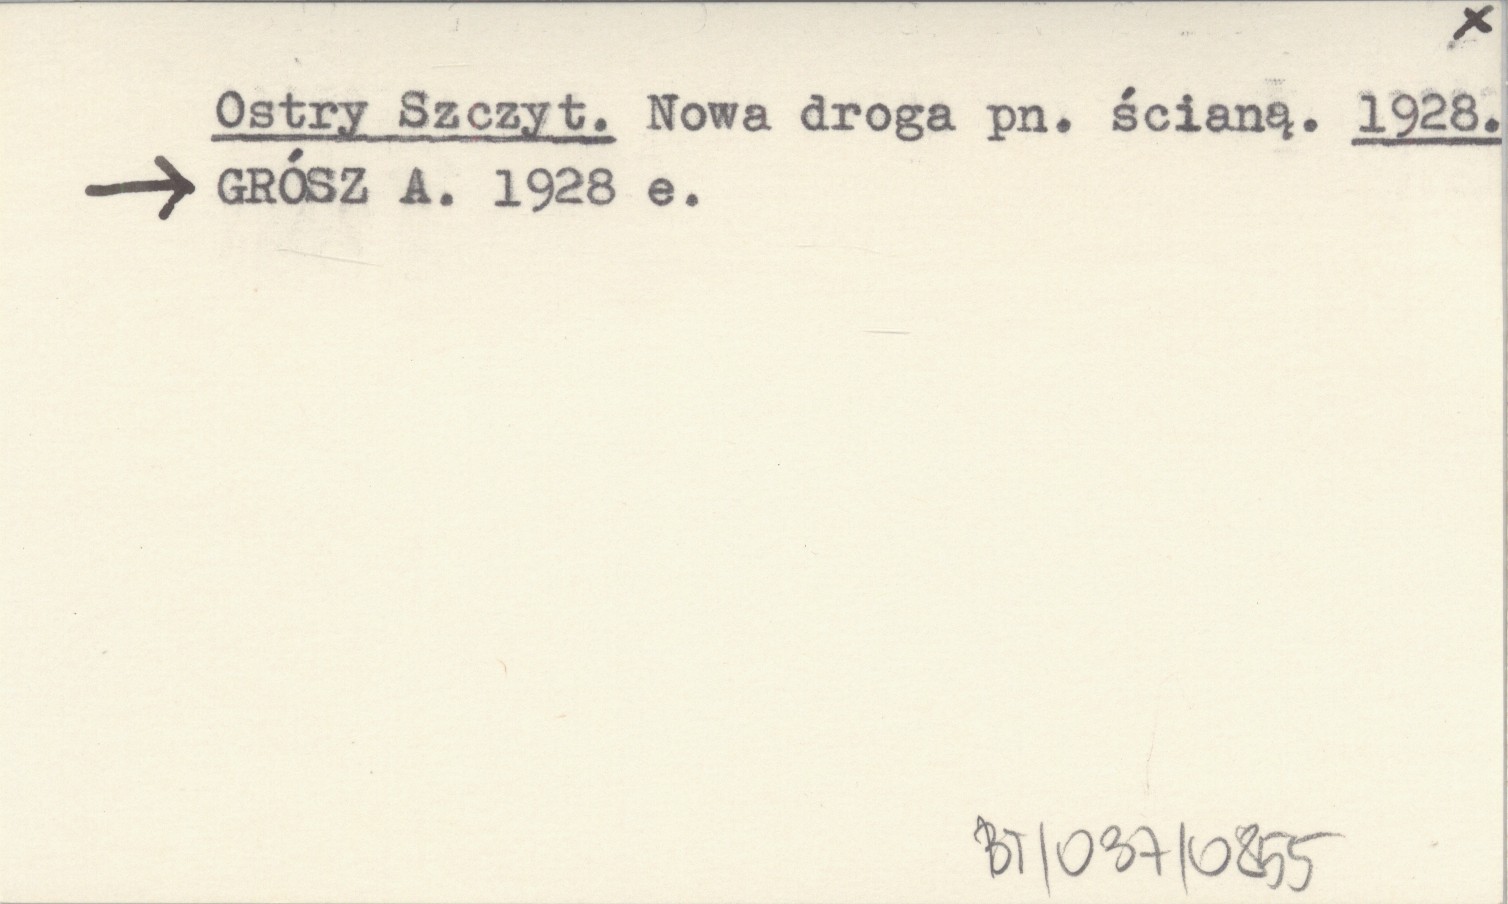 x
Ostry Szczyt. Nowa droga pn. ścianą. 1928.
→ GRÓSZ A. 1928 e.
BT/037/0855